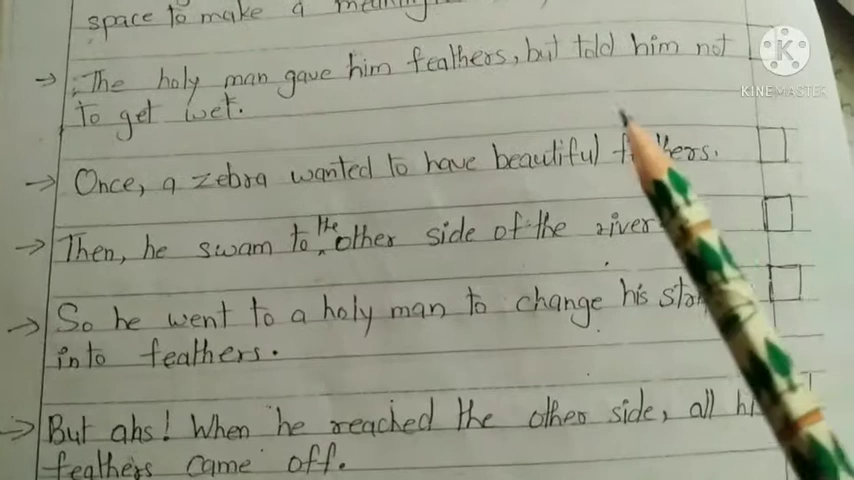 space to make a
→ The holy man gave him feathers, but told him not
to get wet.
→ Once, a zebra wanted to have beautiful feathers.
→ Then, he swam to the other side of the river
→ So he went to a holy man to change his
into feathers.
→ But ahs! When he reached the other side, all
feathers came off.
K
KINEMASTER